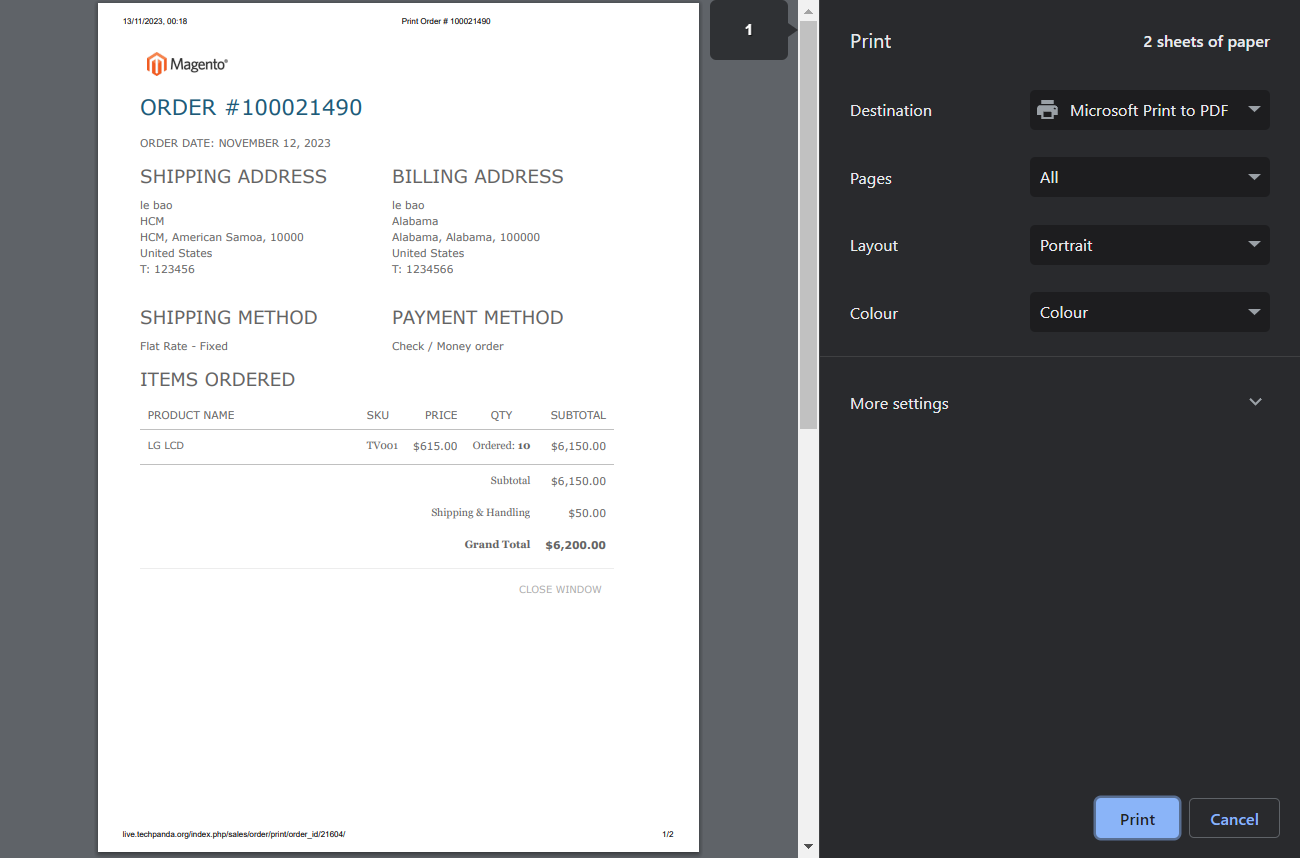 13/11/2023, 00:18 Print Order # 100021490
Magento®
ORDER #100021490
ORDER DATE: NOVEMBER 12, 2023
SHIPPING ADDRESS BILLING ADDRESS
le bao le bao
HCM Alabama
HCM, American Samoa, 10000 Alabama, Alabama, 100000
United States United States
T: 123456 T: 1234566
SHIPPING METHOD PAYMENT METHOD
Flat Rate - Fixed Check / Money order
ITEMS ORDERED
PRODUCT NAME SKU PRICE QTY SUBTOTAL
LG LCD TV001 $615.00 Ordered: 10 $6,150.00
Subtotal $6,150.00
Shipping & Handling $50.00
Grand Total $6,200.00
CLOSE WINDOW
live.techpanda.org/index.php/sales/order/print/order_id/21604/ 1/2
1
Print 2 sheets of paper
Destination Microsoft Print to PDF
Pages All
Layout Portrait
Colour Colour
More settings
Print Cancel